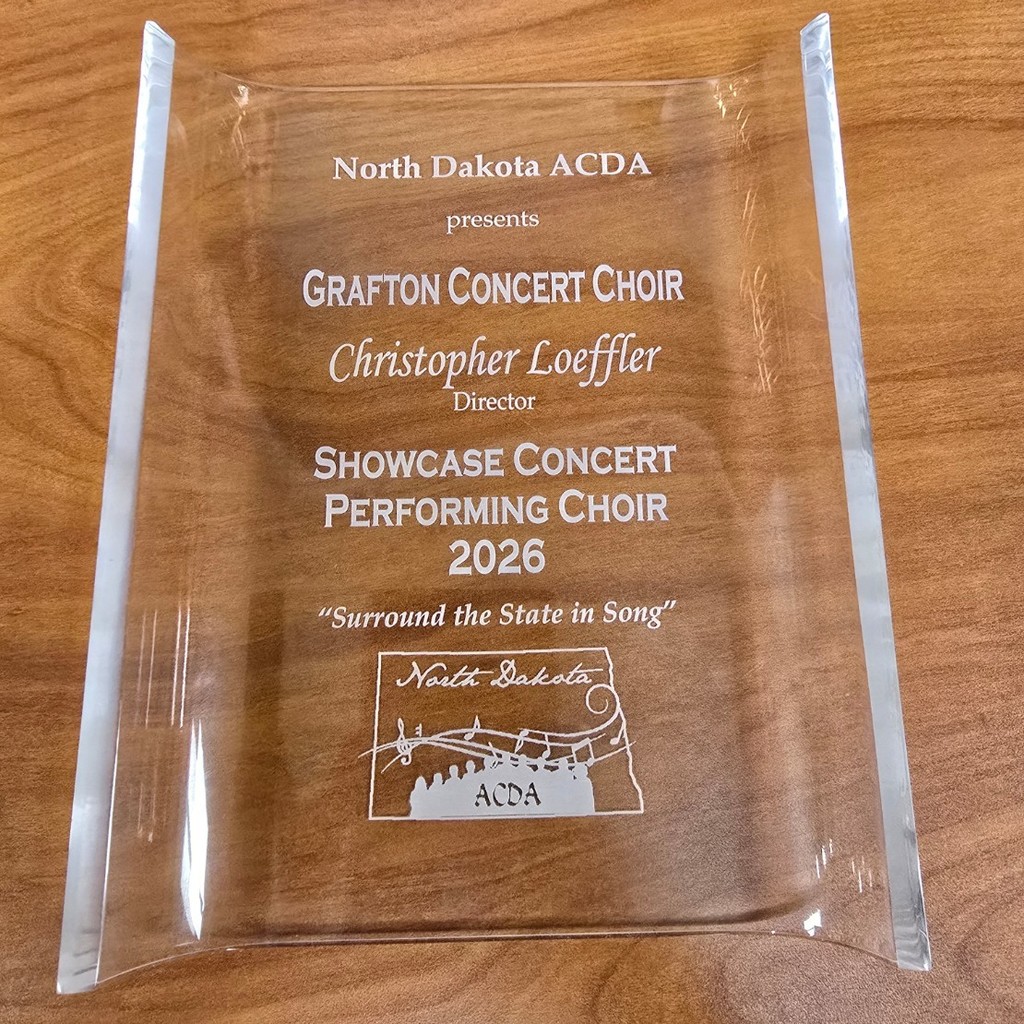 North Dakota ACDA
presents
GRAFTON CONCERT CHOIR
Christopher Loeffler
Director
SHOWCASE CONCERT
PERFORMING CHOIR
2026
“Surround the State in Song”
North Dakota
ACDA